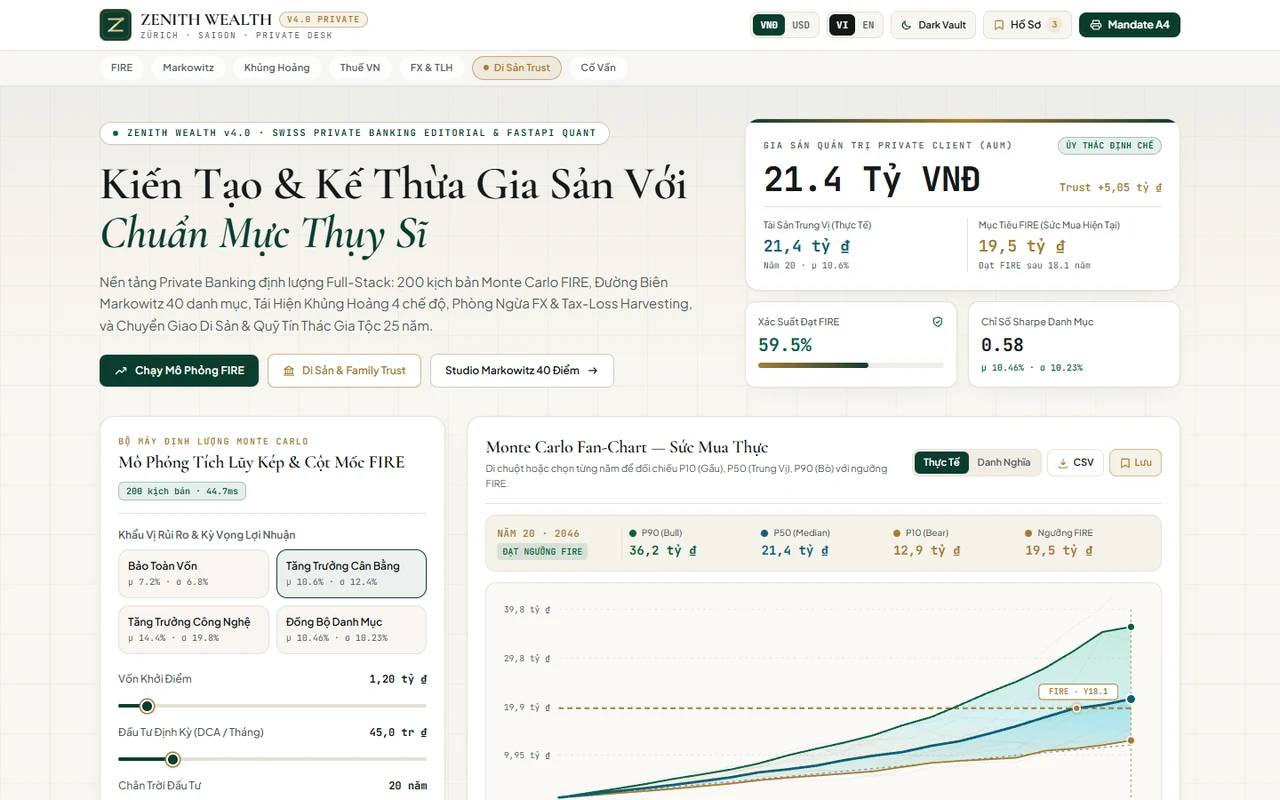 Z
ZENITH WEALTH
V4.0 PRIVATE
ZÜRICH · SAIGON · PRIVATE DESK
VNĐ USD
VI EN
Dark Vault
Hồ Sơ 3
Mandate A4
FIRE
Markowitz
Khủng Hoảng
Thuế VN
FX & TLH
Di Sản Trust
Cố Vấn
ZENITH WEALTH v4.0 · SWISS PRIVATE BANKING EDITORIAL & FASTAPI QUANT
Kiến Tạo & Kế Thừa Gia Sản Với
Chuẩn Mực Thụy Sĩ
Nền tảng Private Banking định lượng Full-Stack: 200 kịch bản Monte Carlo FIRE, Đường Biên
Markowitz 40 danh mục, Tái Hiện Khủng Hoảng 4 chế độ, Phòng Ngừa FX & Tax-Loss Harvesting,
và Chuyển Giao Di Sản & Quỹ Tín Thác Gia Tộc 25 năm.
Chạy Mô Phỏng FIRE
Di Sản & Family Trust
Studio Markowitz 40 Điểm →
GIA SẢN QUẢN TRỊ PRIVATE CLIENT (AUM)
ỦY THÁC ĐỊNH CHẾ
21.4 Tỷ VNĐ
Trust +5,05 tỷ ₫
Tài Sản Trung Vị (Thực Tế)
21,4 tỷ ₫
Năm 20 · μ 10.6%
Mục Tiêu FIRE (Sức Mua Hiện Tại)
19,5 tỷ ₫
Đạt FIRE sau 18.1 năm
Xác Suất Đạt FIRE
59.5%
Chỉ Số Sharpe Danh Mục
0.58
μ 10.46% · σ 10.23%
BỘ MÁY ĐỊNH LƯỢNG MONTE CARLO
Mô Phỏng Tích Lũy Kép & Cột Mốc FIRE
200 kịch bản · 44.7ms
Khẩu Vị Rủi Ro & Kỳ Vọng Lợi Nhuận
Bảo Toàn Vốn
μ 7.2% · σ 6.8%
Tăng Trưởng Cân Bằng
μ 10.6% · σ 12.4%
Tăng Trưởng Công Nghệ
μ 14.4% · σ 19.8%
Đồng Bộ Danh Mục
μ 10.46% · σ 10.23%
Vốn Khởi Điểm 1,20 tỷ ₫
Đầu Tư Định Kỳ (DCA / Tháng) 45,0 tr ₫
Chân Trời Đầu Tư 20 năm
Monte Carlo Fan-Chart — Sức Mua Thực
Di chuột hoặc chọn từng năm để đối chiếu P10 (Gấu), P50 (Trung Vị), P90 (Bò) với ngưỡng
FIRE.
Thực Tế Danh Nghĩa
CSV
Lưu
NĂM 20 · 2046
ĐẠT NGƯỠNG FIRE
P90 (Bull)
36,2 tỷ ₫
P50 (Median)
21,4 tỷ ₫
P10 (Bear)
12,9 tỷ ₫
Ngưỡng FIRE
19,5 tỷ ₫
39,8 tỷ ₫
29,8 tỷ ₫
FIRE · Y18.1
19,9 tỷ ₫
9,95 tỷ ₫